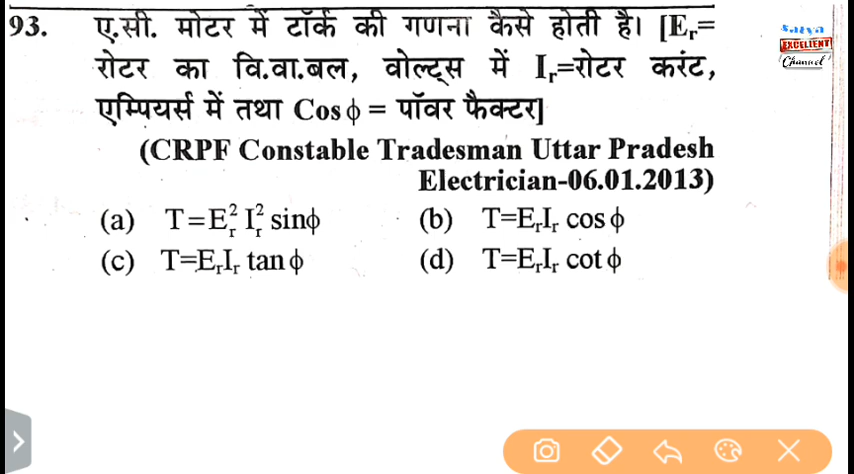 93. ए.सी. मोटर में टॉर्क की गणना कैसे होती है। [Eᵣ=
रोटर का वि.वा.बल, वोल्ट्स में Iᵣ=रोटर करंट,
एम्पियर्स में तथा Cos ϕ = पॉवर फैक्टर]
(CRPF Constable Tradesman Uttar Pradesh
Electrician-06.01.2013)
(a) T=Eᵣ² Iᵣ² sinϕ (b) T=EᵣIᵣ cos ϕ
(c) T=EᵣIᵣ tan ϕ (d) T=EᵣIᵣ cot ϕ
Satya
EXCELLENT
Channel